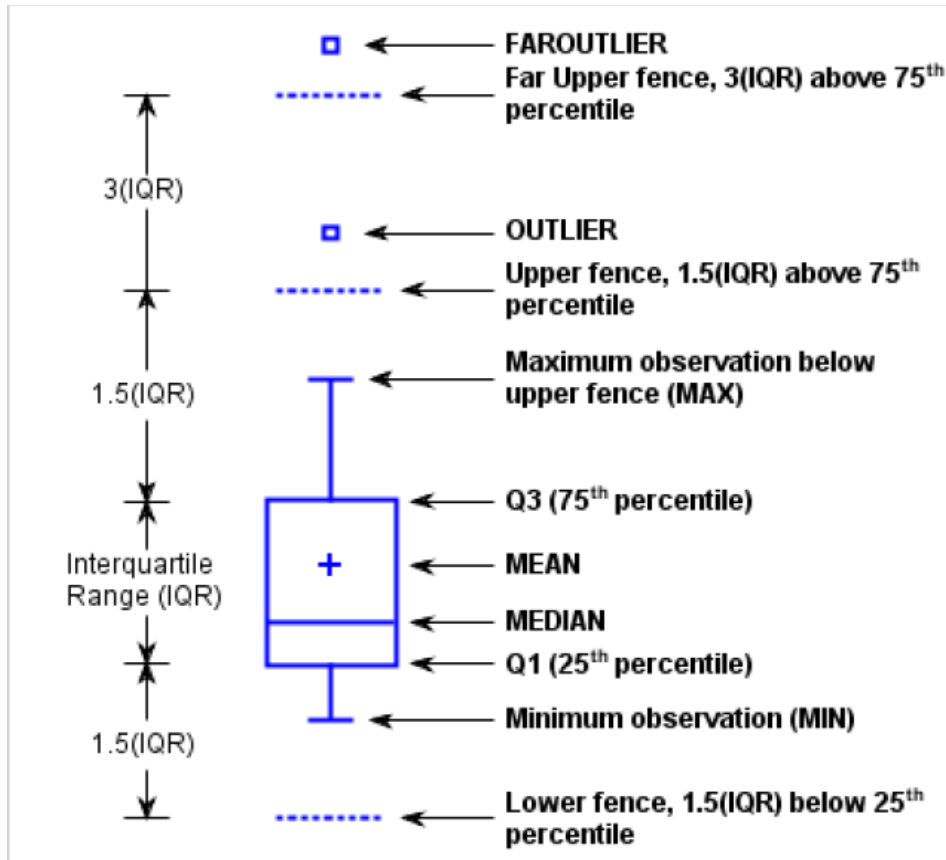 FAROUTLIER
Far Upper fence, 3(IQR) above 75th
percentile
3(IQR)
OUTLIER
Upper fence, 1.5(IQR) above 75th
percentile
Maximum observation below
upper fence (MAX)
1.5(IQR)
Q3 (75th percentile)
Interquartile
Range (IQR)
MEAN
MEDIAN
Q1 (25th percentile)
Minimum observation (MIN)
1.5(IQR)
Lower fence, 1.5(IQR) below 25th
percentile